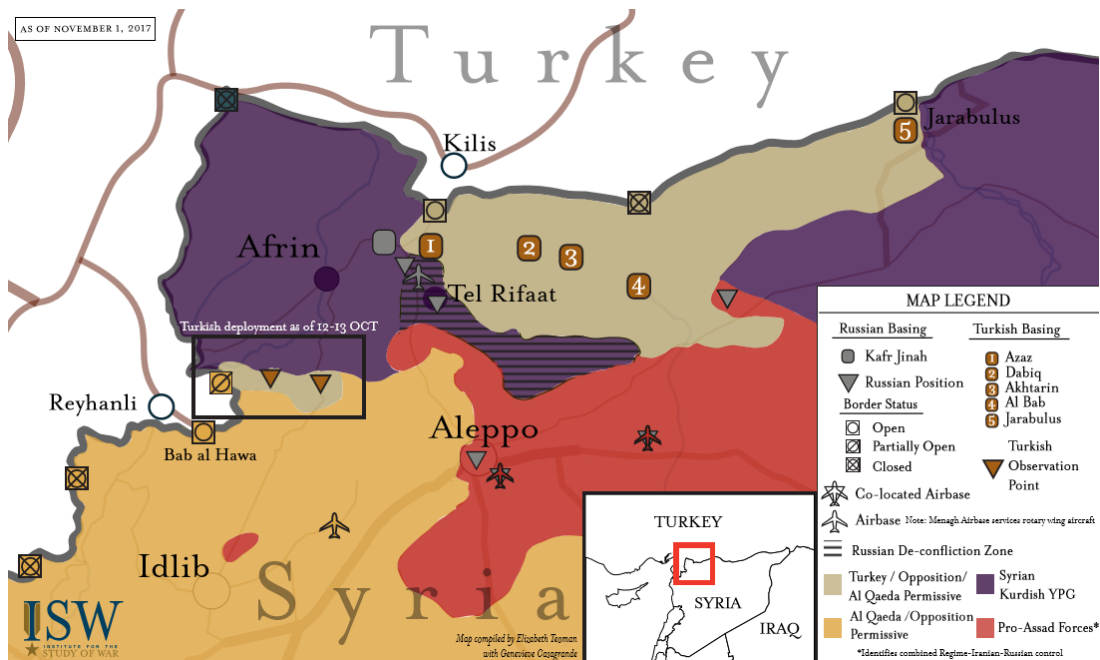 AS OF NOVEMBER 1, 2017
Turkey
Kilis
5
Jarabulus
Afrin
1
2
3
4
Tel Rifaat
Turkish deployment as of 12-13 OCT
Reyhanli
Bab al Hawa
Aleppo
Idlib
Syria
MAP LEGEND
Russian Basing
Kafr Jinah
Russian Position
Border Status
Open
Partially Open
Closed
Turkish Basing
1 Azaz
2 Dabiq
3 Akhtarin
4 Al Bab
5 Jarabulus
Turkish
Observation
Point
Co-located Airbase
Airbase Note: Menagh Airbase services rotary wing aircraft
Russian De-confliction Zone
Turkey / Opposition/
Al Qaeda Permissive
Syrian
Kurdish YPG
Al Qaeda /Opposition
Permissive
Pro-Assad Forces*
*Identifies combined Regime-Iranian-Russian control
TURKEY
SYRIA
IRAQ
ISW
INSTITUTE FOR THE
STUDY OF WAR
Map compiled by Elizabeth Teoman
with Genevieve Casagrande